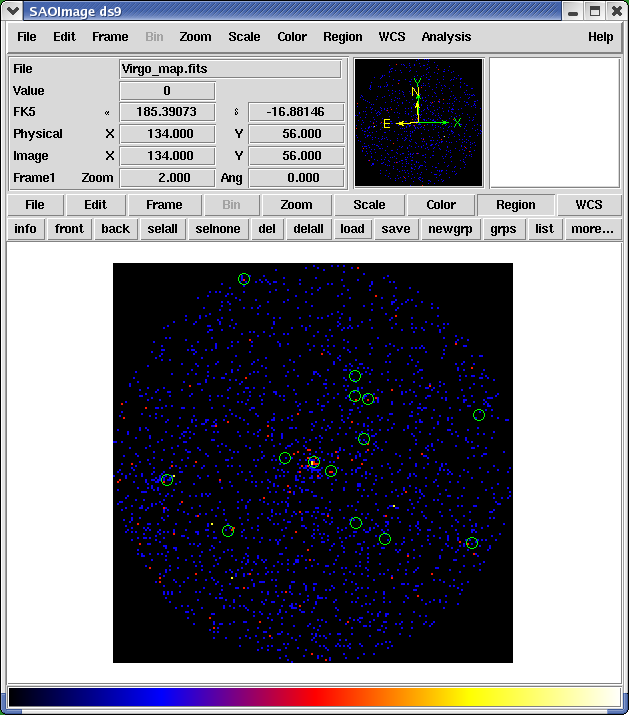 SAOImage ds9
File Edit Frame Bin Zoom Scale Color Region WCS Analysis Help
File Virgo_map.fits
Value 0
FK5 α 185.39073 δ -16.88146
Physical X 134.000 Y 56.000
Image X 134.000 Y 56.000
Frame1 Zoom 2.000 Ang 0.000
Y
N
E X
File Edit Frame Bin Zoom Scale Color Region WCS
info front back selall selnone del delall load save newgrp grps list more...